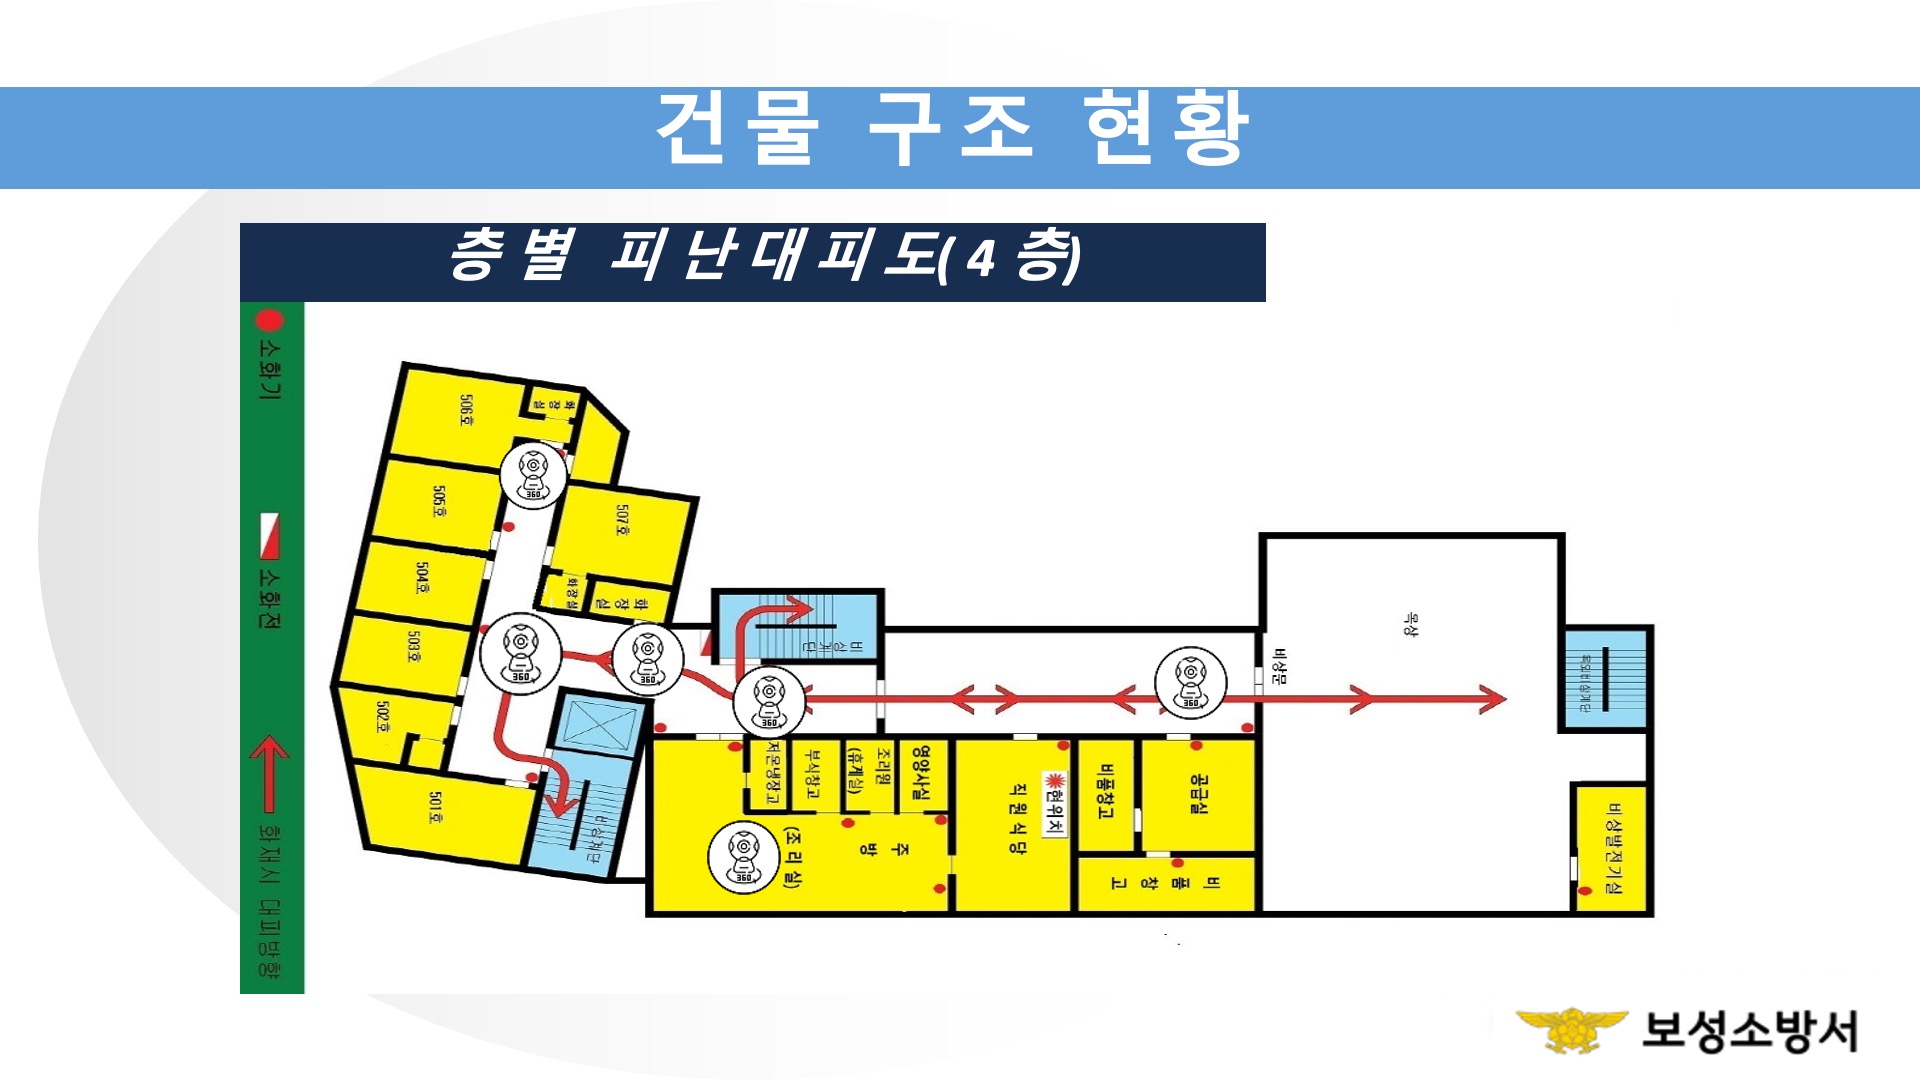 건물 구조 현황
층별 피난대피도( 4 층)
소화기
소화전
화재시 대피방향
506호
화장실
505호
507호
504호
화장실
화장실
503호
502호
501호
비상계단
비상계단
비상문
옥상
옥외비상계단
저온냉장고
부식창고
조리원
(휴게실)
영양사실
주방
(조리실)
직원식당
현위치
비품창고
공급실
비품창고
비상발전기실
360
360
360
360
360
360
보성소방서